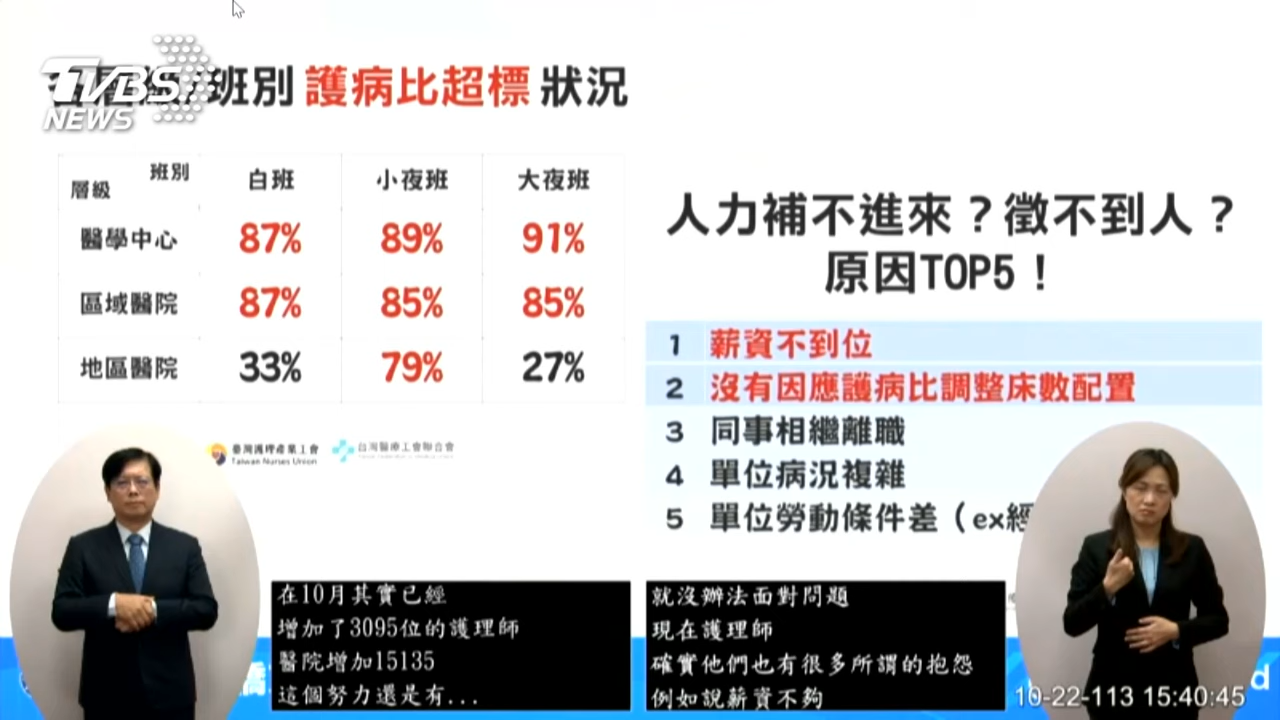 TVBS
NEWS
班別 護病比超標 狀況
班別
層級
白班 小夜班 大夜班
醫學中心 87% 89% 91%
區域醫院 87% 85% 85%
地區醫院 33% 79% 27%
臺灣護理產業工會
Taiwan Nurses Union
台灣醫療工會聯合會
人力補不進來？徵不到人？
原因TOP5！
1 薪資不到位
2 沒有因應護病比調整床數配置
3 同事相繼離職
4 單位病況複雜
5 單位勞動條件差（ex經
在10月其實已經
增加了3095位的護理師
醫院增加15135
這個努力還是有...
就沒辦法面對問題
現在護理師
確實他們也有很多所謂的抱怨
例如說薪資不夠
10-22-113 15:40:45